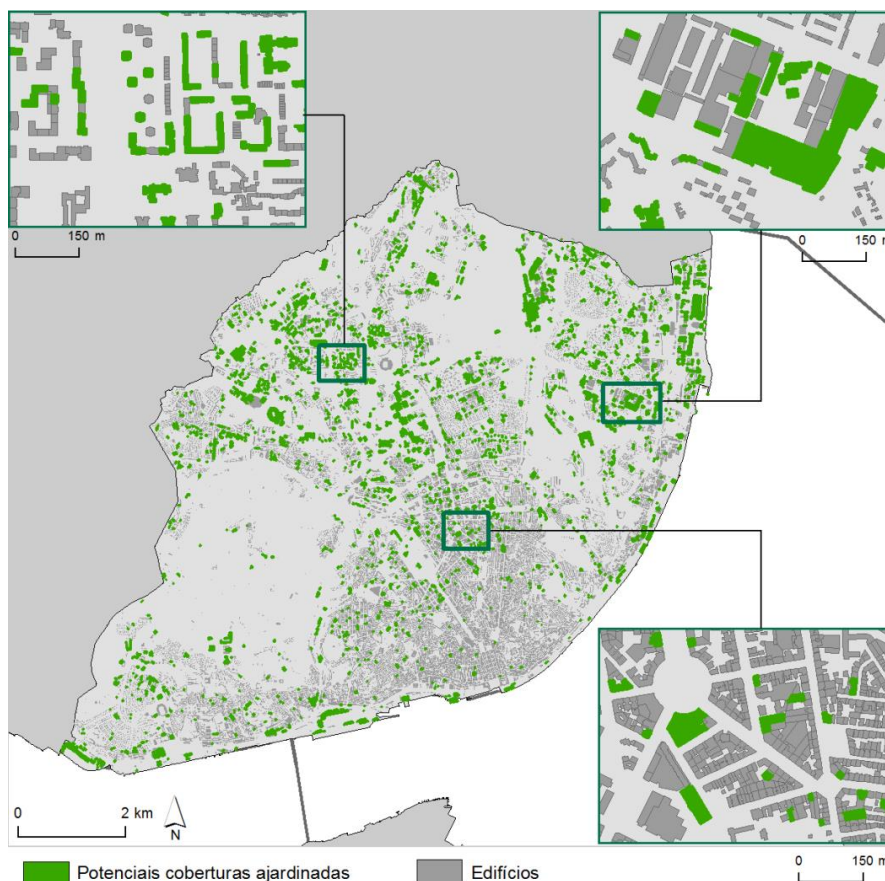 0 150 m
0 150 m
0 2 km
N
Potenciais coberturas ajardinadas
Edifícios
0 150 m